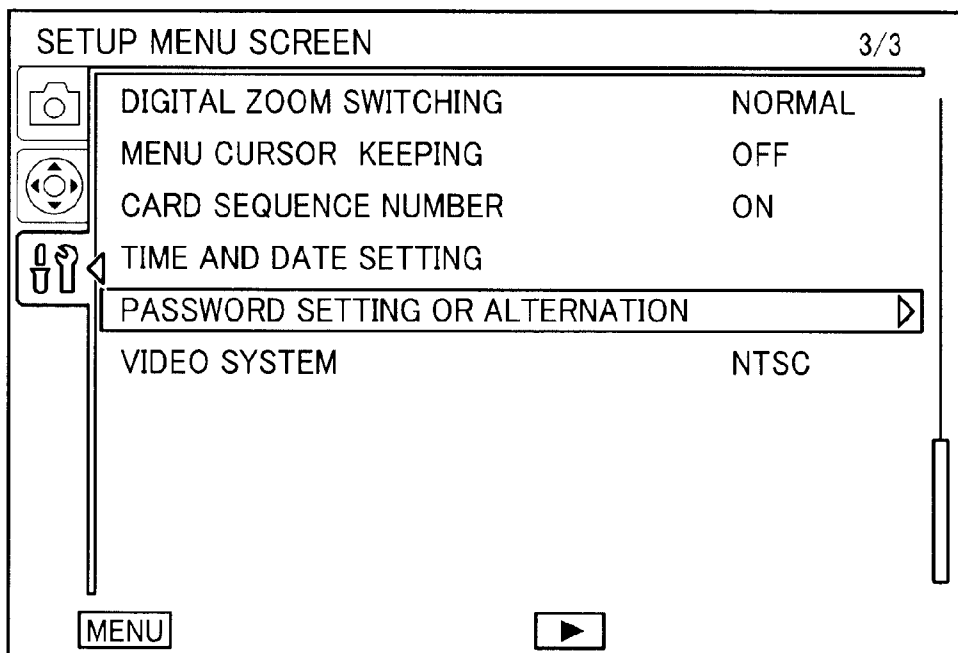 SETUP MENU SCREEN 3/3
DIGITAL ZOOM SWITCHING NORMAL
MENU CURSOR KEEPING OFF
CARD SEQUENCE NUMBER ON
TIME AND DATE SETTING
PASSWORD SETTING OR ALTERNATION
VIDEO SYSTEM NTSC
MENU